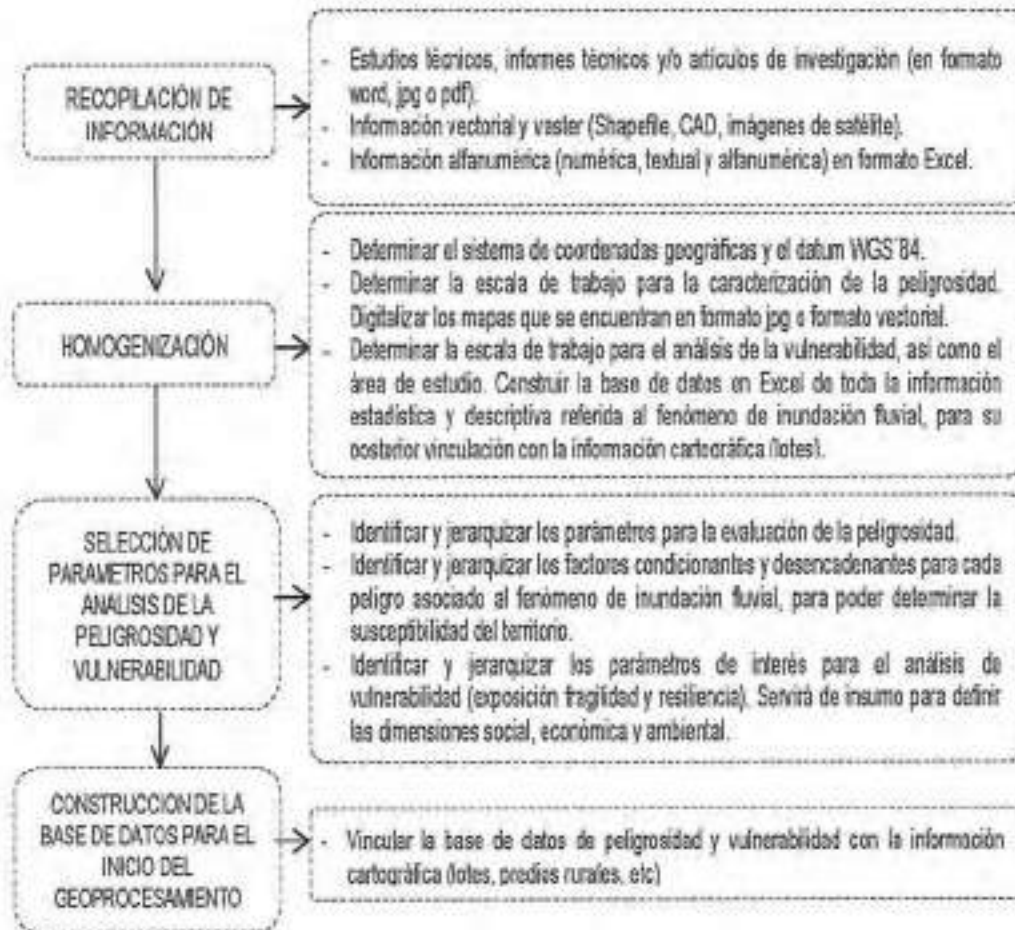 RECOPILACIÓN DE
INFORMACIÓN
- Estudios técnicos, informes técnicos y/o artículos de investigación (en formato
word, jpg o pdf).
- Información vectorial y vaster (Shapefile, CAD, imágenes de satélite).
- Información alfanumérica (numérica, textual y alfanumérica) en formato Excel.
HOMOGENIZACIÓN
- Determinar el sistema de coordenadas geográficas y el datum WGS´84.
- Determinar la escala de trabajo para la caracterización de la peligrosidad.
Digitalizar los mapas que se encuentran en formato jpg o formato vectorial.
- Determinar la escala de trabajo para el análisis de la vulnerabilidad, así como el
área de estudio. Construir la base de datos en Excel de toda la información
estadística y descriptiva referida al fenómeno de inundación fluvial, para su
posterior vinculación con la información cartográfica (lotes).
SELECCIÓN DE
PARAMETROS PARA EL
ANÁLISIS DE LA
PELIGROSIDAD Y
VULNERABILIDAD
- Identificar y jerarquizar los parámetros para la evaluación de la peligrosidad.
- Identificar y jerarquizar los factores condicionantes y desencadenantes para cada
peligro asociado al fenómeno de inundación fluvial, para poder determinar la
susceptibilidad del territorio.
- Identificar y jerarquizar los parámetros de interés para el análisis de
vulnerabilidad (exposición fragilidad y resiliencia). Servirá de insumo para definir
las dimensiones social, económica y ambiental.
CONSTRUCCION DE LA
BASE DE DATOS PARA EL
INICIO DEL
GEOPROCESAMIENTO
- Vincular la base de datos de peligrosidad y vulnerabilidad con la información
cartográfica (lotes, predios rurales, etc)